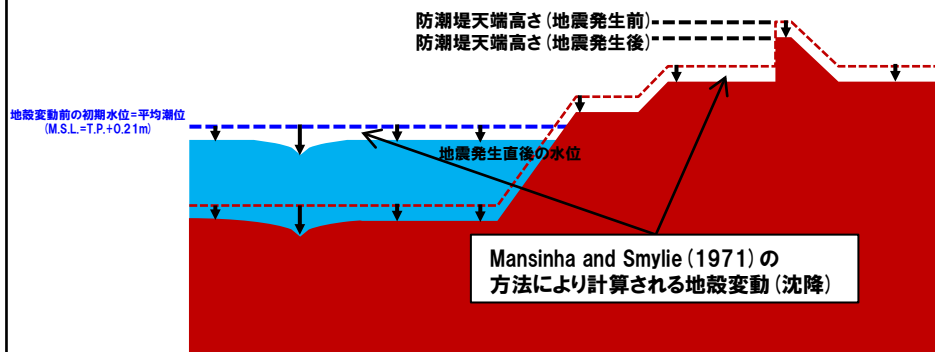 防潮堤天端高さ(地震発生前)
防潮堤天端高さ(地震発生後)
地殻変動前の初期水位=平均潮位
(M.S.L.=T.P.+0.21m)
地震発生直後の水位
Mansinha and Smylie(1971)の
方法により計算される地殻変動(沈降)